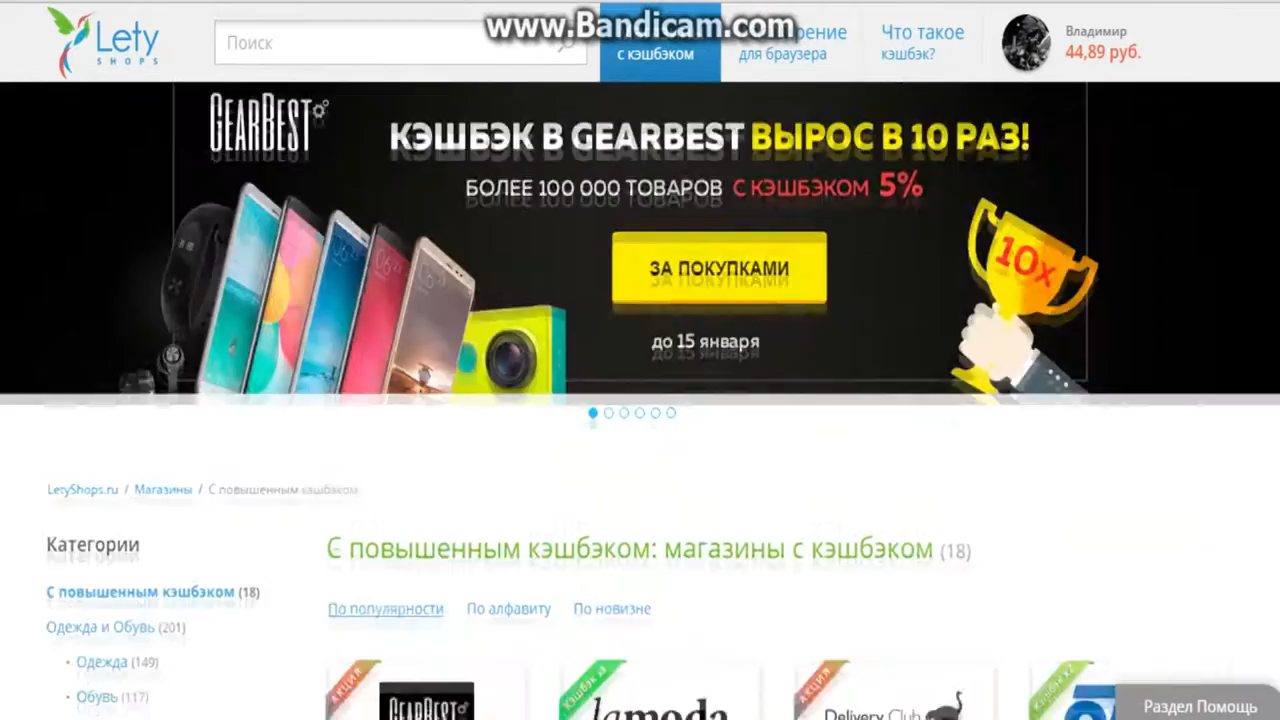 www.Bandicam.com
Lety
SHOPS
Поиск
с кэшбэком
для браузера
Что такое
кэшбэк?
Владимир
44,89 руб.
GEARBEST
КЭШБЭК В GEARBEST ВЫРОС В 10 РАЗ!
БОЛЕЕ 100 000 ТОВАРОВ С КЭШБЭКОМ 5%
ЗА ПОКУПКАМИ
до 15 января
10x
LetyShops.ru / Магазины / С повышенным кэшбэком
Категории
С повышенным кэшбэком: магазины с кэшбэком (18)
С повышенным кэшбэком (18)
По популярности По алфавиту По новизне
Одежда и Обувь (201)
Одежда (149)
Обувь (117)
АКЦИЯ
GEARBEST
Кэшбэк x3
lamoda
АКЦИЯ
Delivery Club
Кэшбэк x2
Раздел Помощь